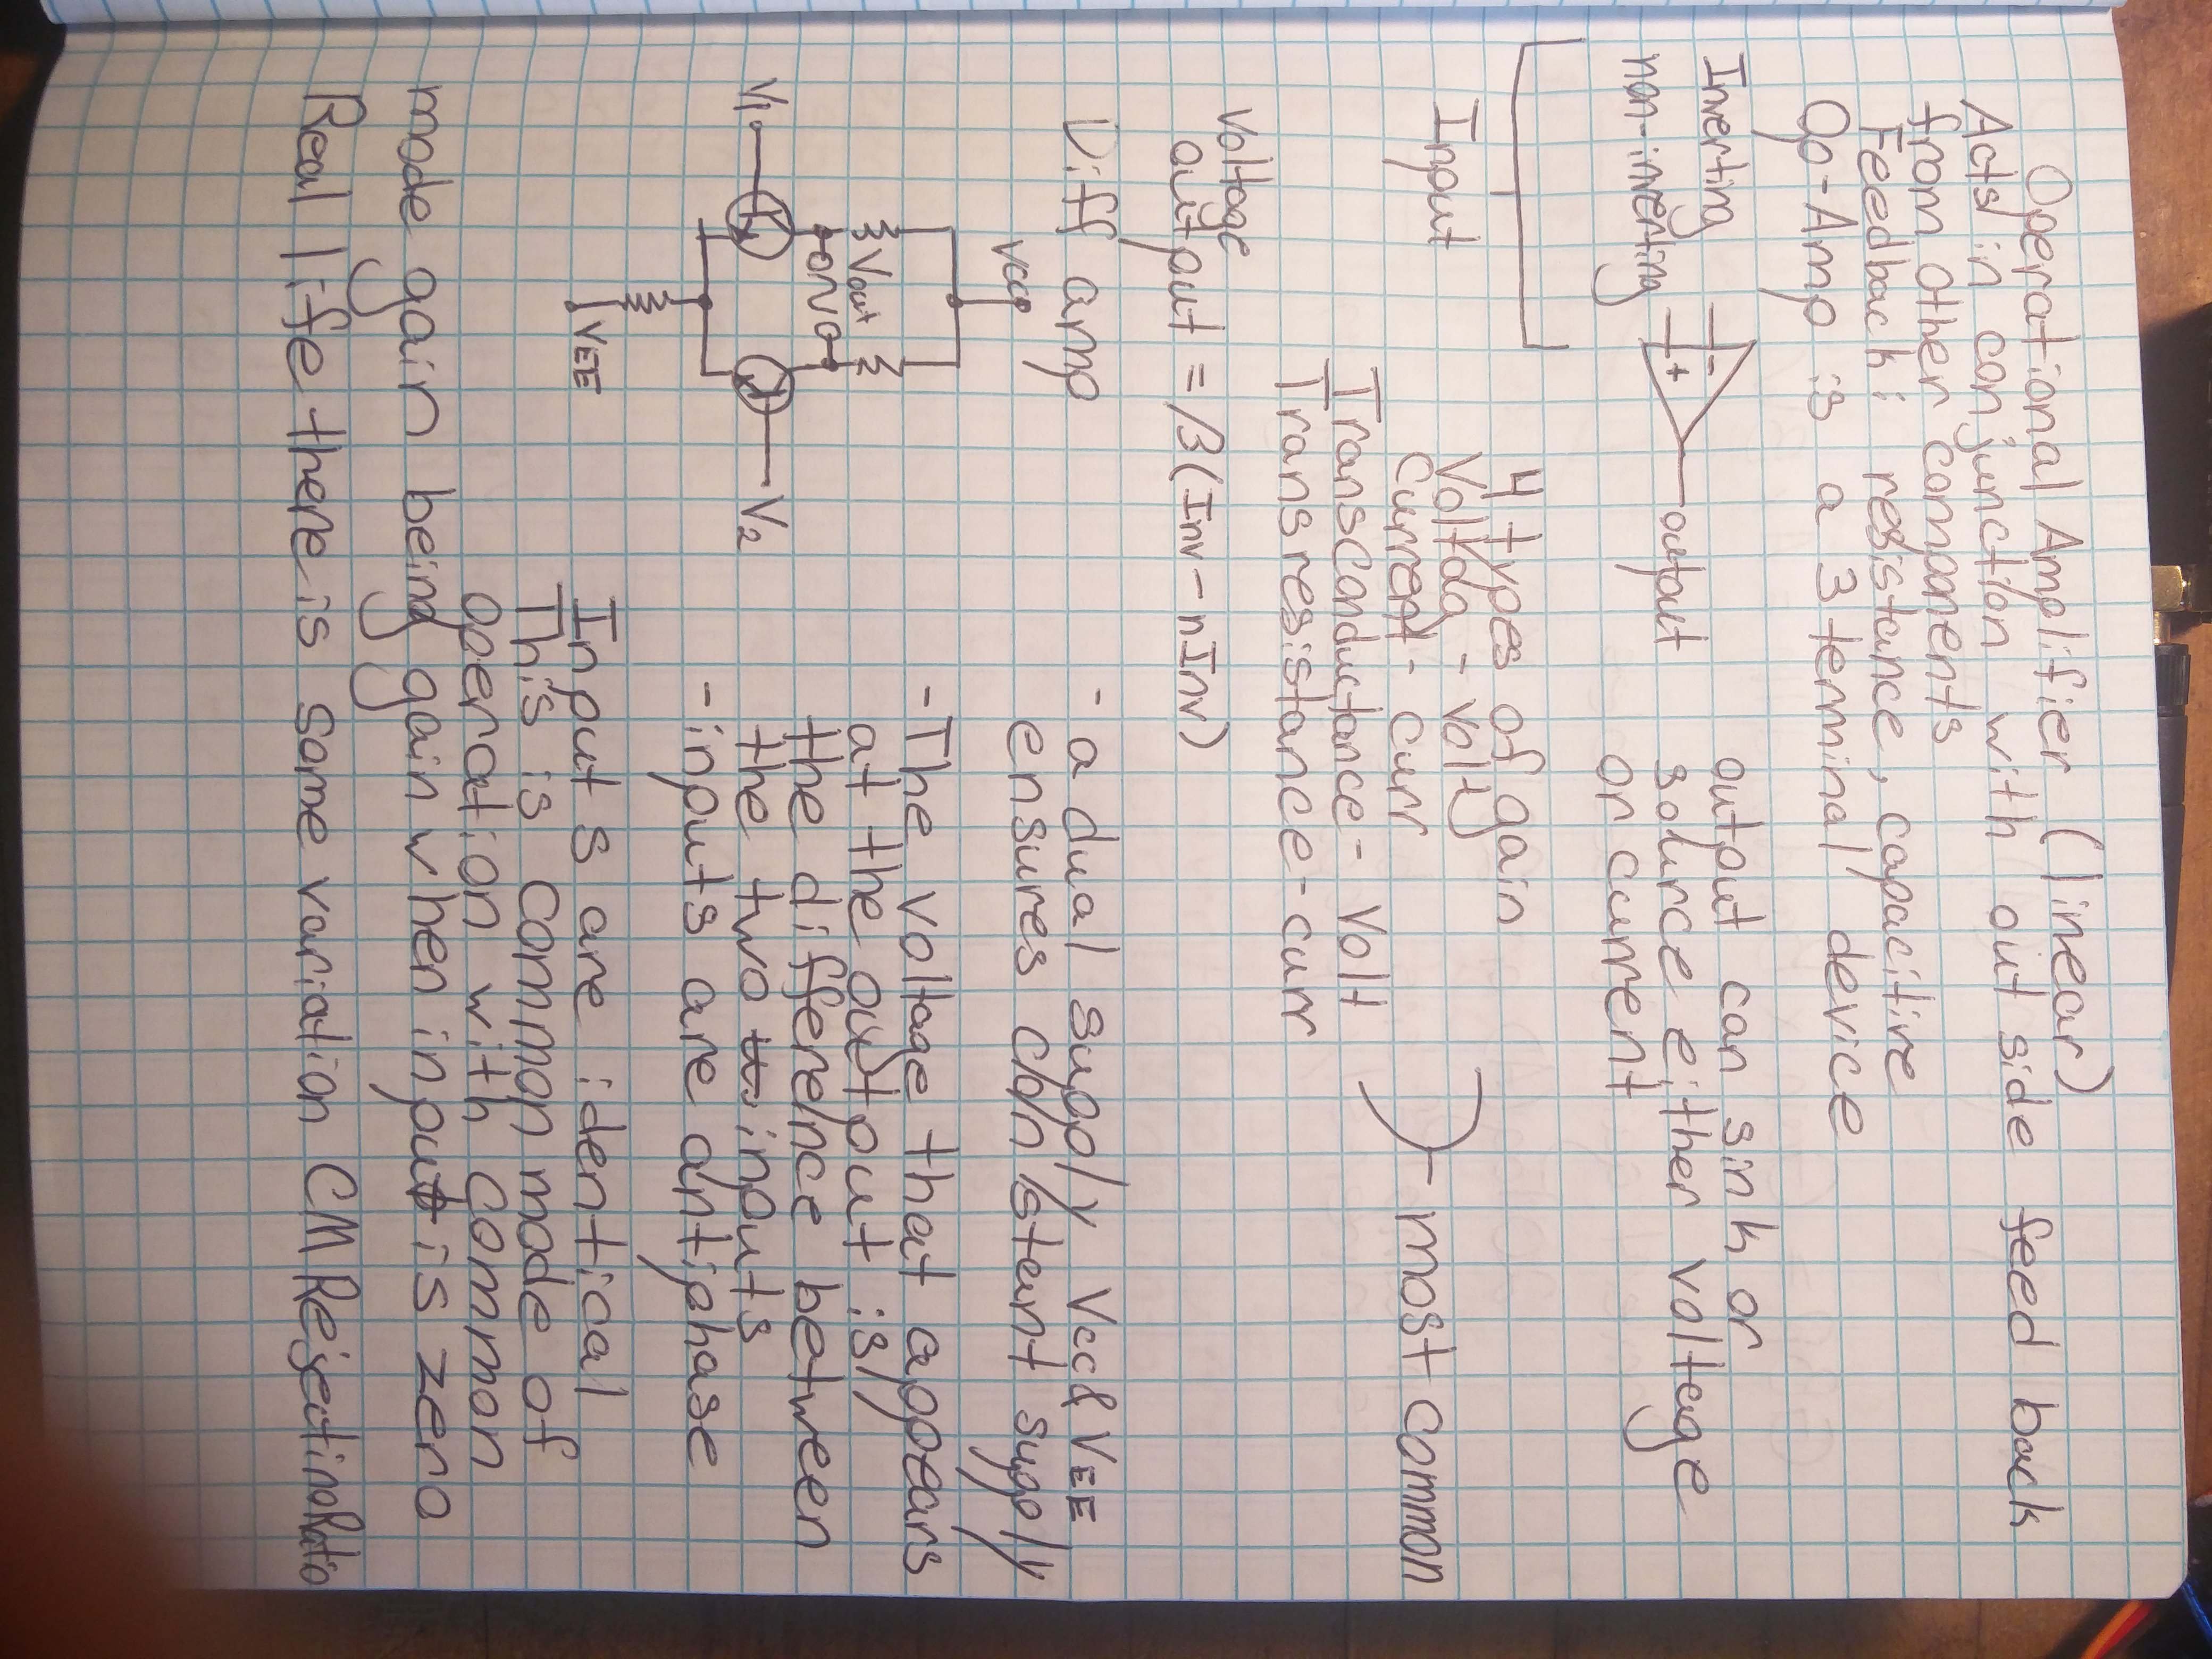 Operational Amplifier (linear)
Acts in conjunction with out side feed back
from other components
Feedback: resistance, capacitive
Op-Amp is a 3 terminal device
Inverting
non-inverting
-
+
output
output can sink or
source either voltage
or current
Input
4 types of gain
Voltag - Volt
Current - curr
Transconductance - Volt
Transresistance - curr
most common
Voltage
output = β(Inv - nInv)
Diff amp
VCC
Vout
V1
V2
VEE
- a dual supply Vcc & VEE
ensures constant supply
- The voltage that appears
at the output is
the difference between
the two inputs
- inputs are antiphase
Inputs are identical
This is common mode of
operation with common
mode gain being gain when input is zero
Real life there is some variation CM RejectinoRatio